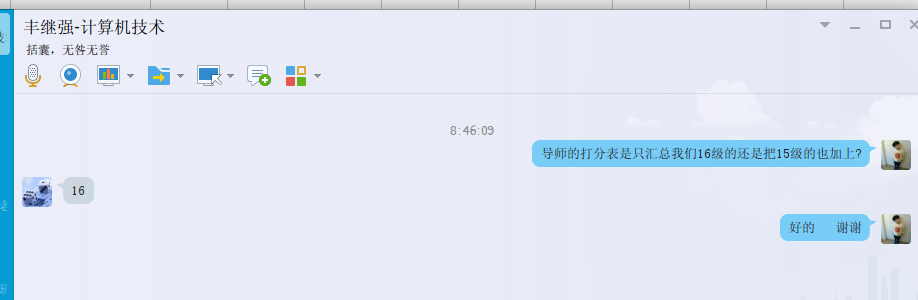 丰继强-计算机技术
括囊，无咎无誉
8:46:09
导师的打分表是只汇总我们16级的还是把15级的也加上?
16
好的 谢谢